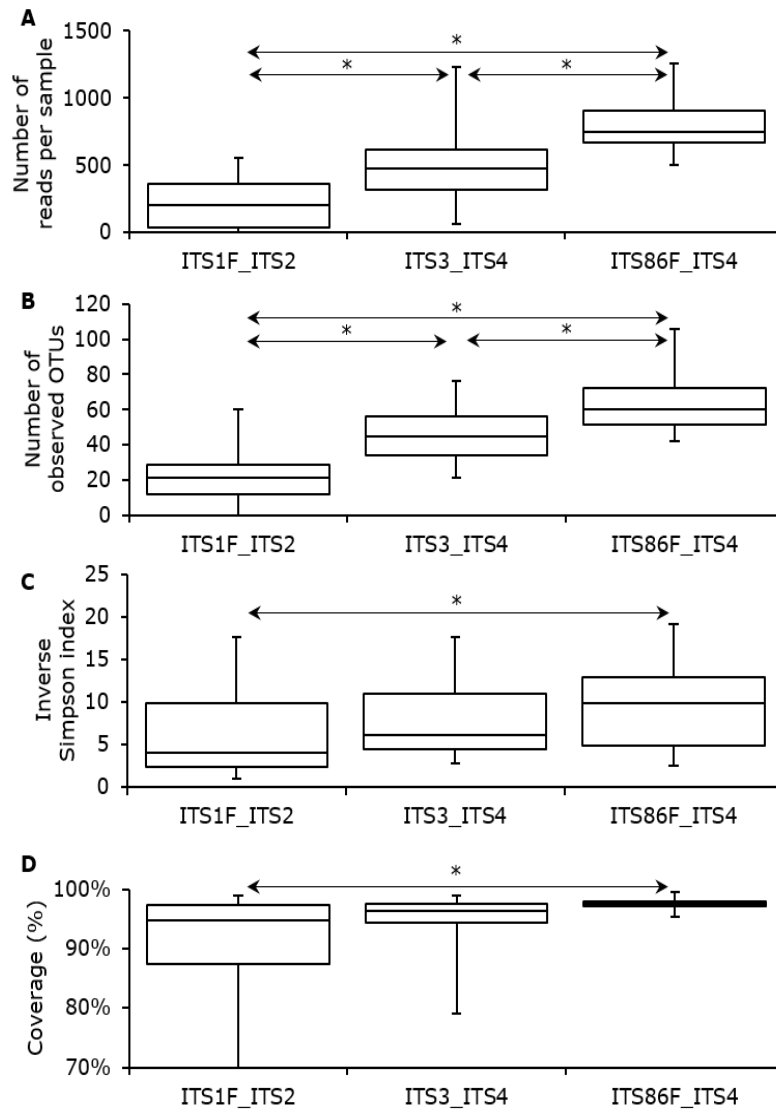 A
Number of
reads per sample
1500
1000
500
0
*
*
*
ITS1F_ITS2 ITS3_ITS4 ITS86F_ITS4
B
Number of
observed OTUs
120
100
80
60
40
20
0
*
*
*
ITS1F_ITS2 ITS3_ITS4 ITS86F_ITS4
C
Inverse
Simpson index
25
20
15
10
5
0
*
ITS1F_ITS2 ITS3_ITS4 ITS86F_ITS4
D
Coverage (%)
100%
90%
80%
70%
*
ITS1F_ITS2 ITS3_ITS4 ITS86F_ITS4